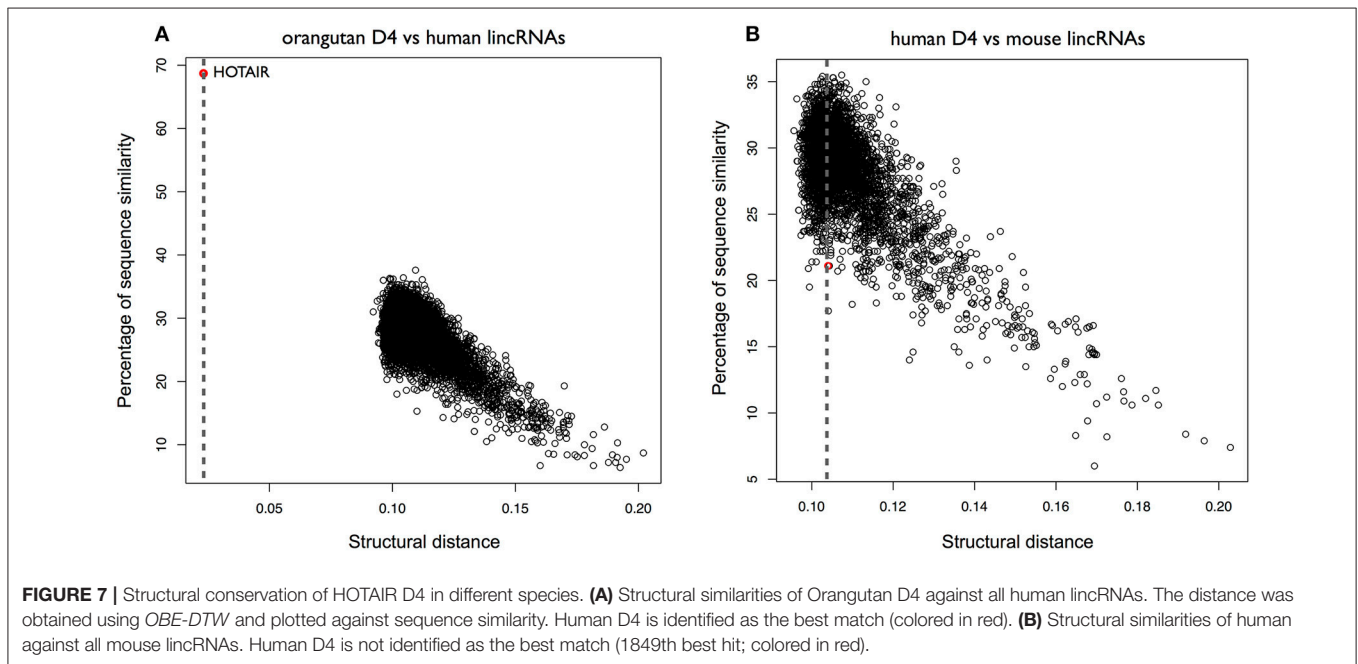 A
orangutan D4 vs human lincRNAs
HOTAIR
70
60
50
40
30
20
10
Percentage of sequence similarity
0.05
0.10
0.15
0.20
Structural distance
B
human D4 vs mouse lincRNAs
35
30
25
20
15
10
5
Percentage of sequence similarity
0.10
0.12
0.14
0.16
0.18
0.20
Structural distance
FIGURE 7 | Structural conservation of HOTAIR D4 in different species. (A) Structural similarities of Orangutan D4 against all human lincRNAs. The distance was
obtained using OBE-DTW and plotted against sequence similarity. Human D4 is identified as the best match (colored in red). (B) Structural similarities of human
against all mouse lincRNAs. Human D4 is not identified as the best match (1849th best hit; colored in red).